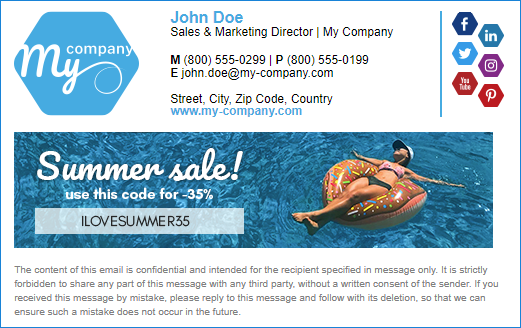 My company
John Doe
Sales & Marketing Director | My Company
M (800) 555-0299 | P (800) 555-0199
E john.doe@my-company.com
Street, City, Zip Code, Country
www.my-company.com
f
in
You
Tube
Summer sale!
use this code for -35%
ILOVESUMMER35
The content of this email is confidential and intended for the recipient specified in message only. It is strictly
forbidden to share any part of this message with any third party, without a written consent of the sender. If you
received this message by mistake, please reply to this message and follow with its deletion, so that we can
ensure such a mistake does not occur in the future.